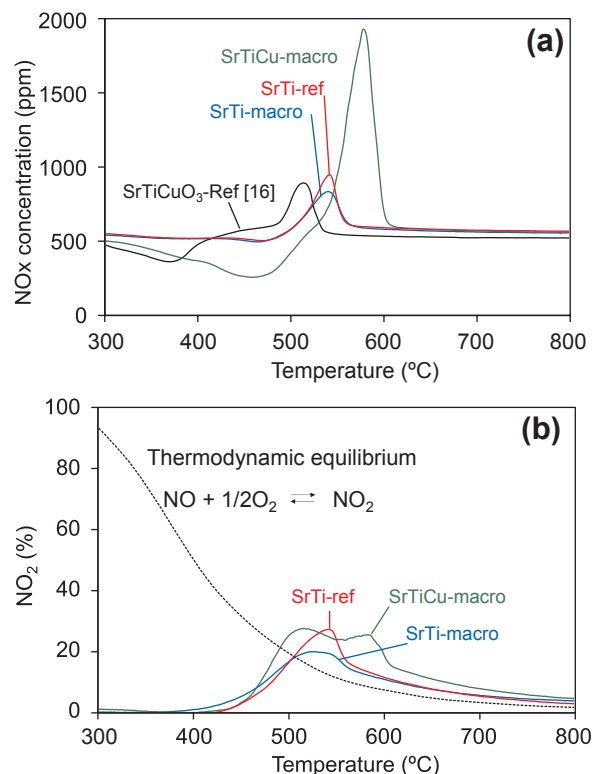 (a)
2000
1500
1000
500
0
NOx concentration (ppm)
SrTiCuO₃-Ref [16]
SrTi-macro
SrTi-ref
SrTiCu-macro
300 400 500 600 700 800
Temperature (ºC)
(b)
100
80
60
40
20
0
NO₂ (%)
Thermodynamic equilibrium
NO + 1/2O₂ ⇄ NO₂
SrTi-ref
SrTiCu-macro
SrTi-macro
300 400 500 600 700 800
Temperature (ºC)